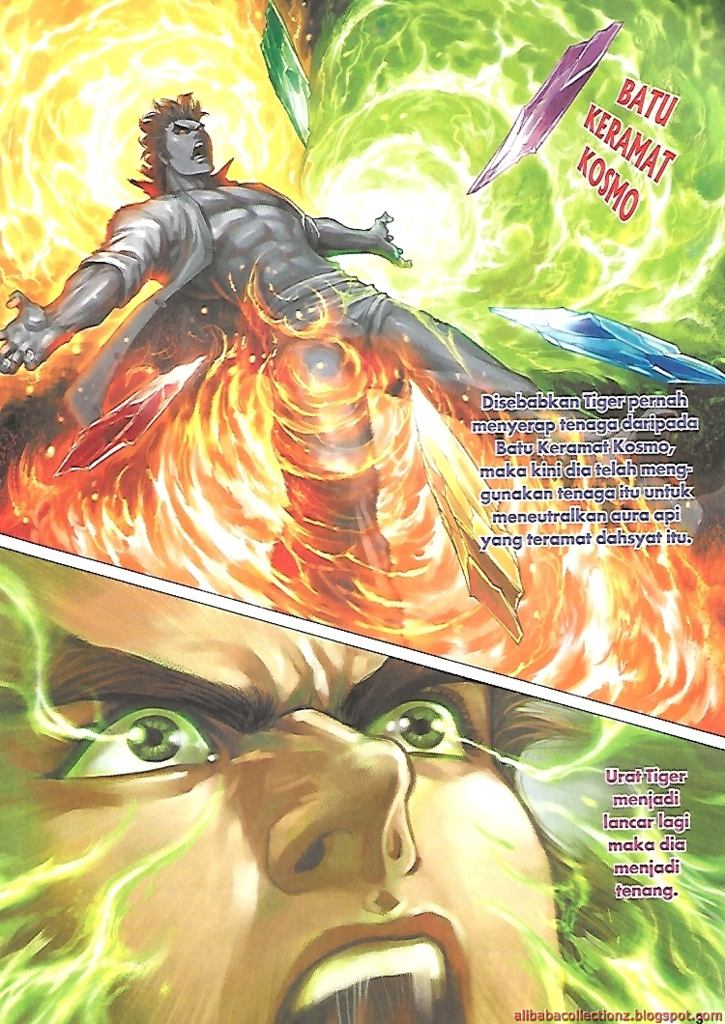 BATU
KERAMAT
KOSMO
Disebabkan Tiger pernah
menyerap tenaga daripada
Batu Keramat Kosmo,
maka kini dia telah meng-
gunakan tenaga itu untuk
meneutralkan aura api
yang teramat dahsyat itu.
Urat Tiger
menjadi
lancar lagi
maka dia
menjadi
tenang.
alibabacollectionz.blogspot.com